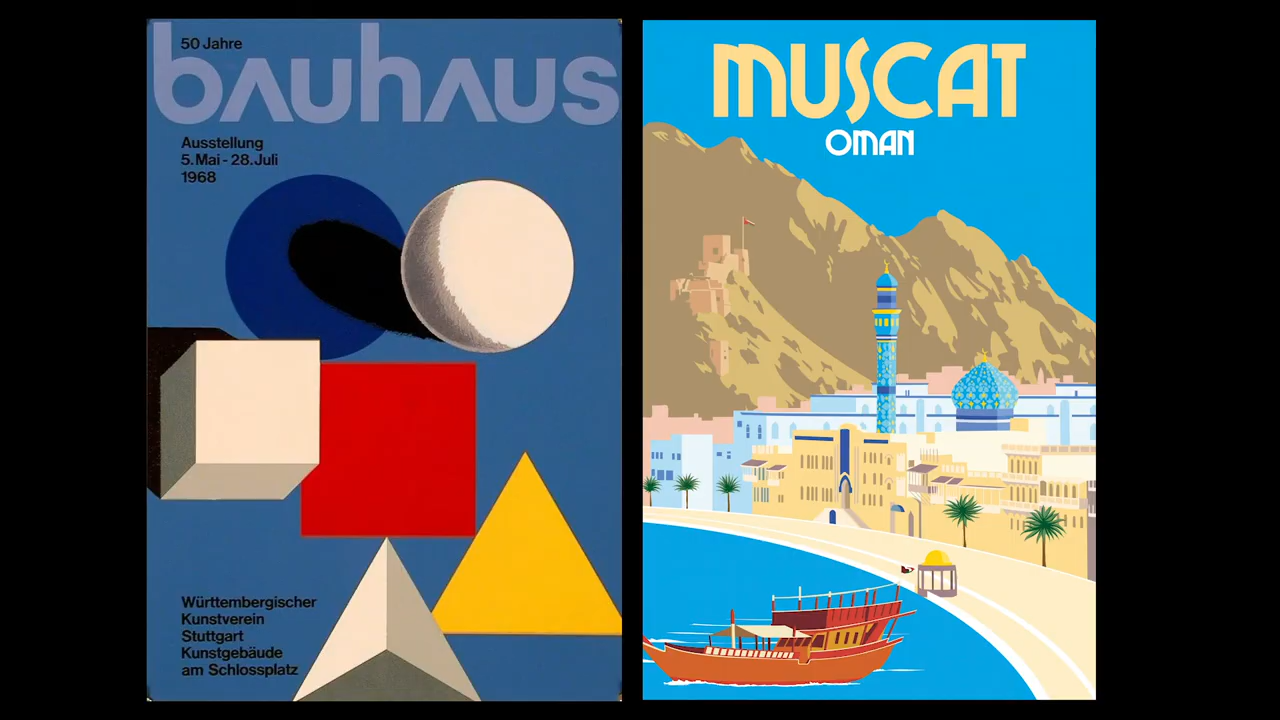 50 Jahre
bauhaus
Ausstellung
5. Mai - 28. Juli
1968
Württembergischer
Kunstverein
Stuttgart
Kunstgebäude
am Schlossplatz
MUSCAT
OMAN